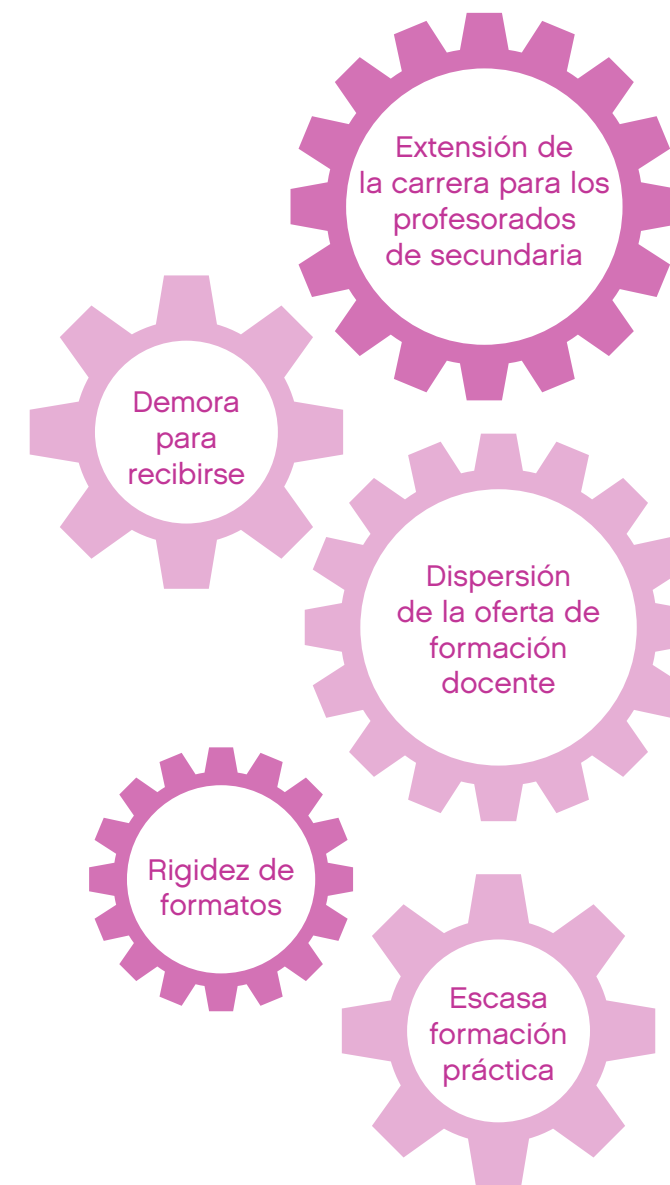 Extensión de
la carrera para los
profesorados
de secundaria
Demora
para
recibirse
Dispersión
de la oferta de
formación
docente
Rigidez de
formatos
Escasa
formación
práctica